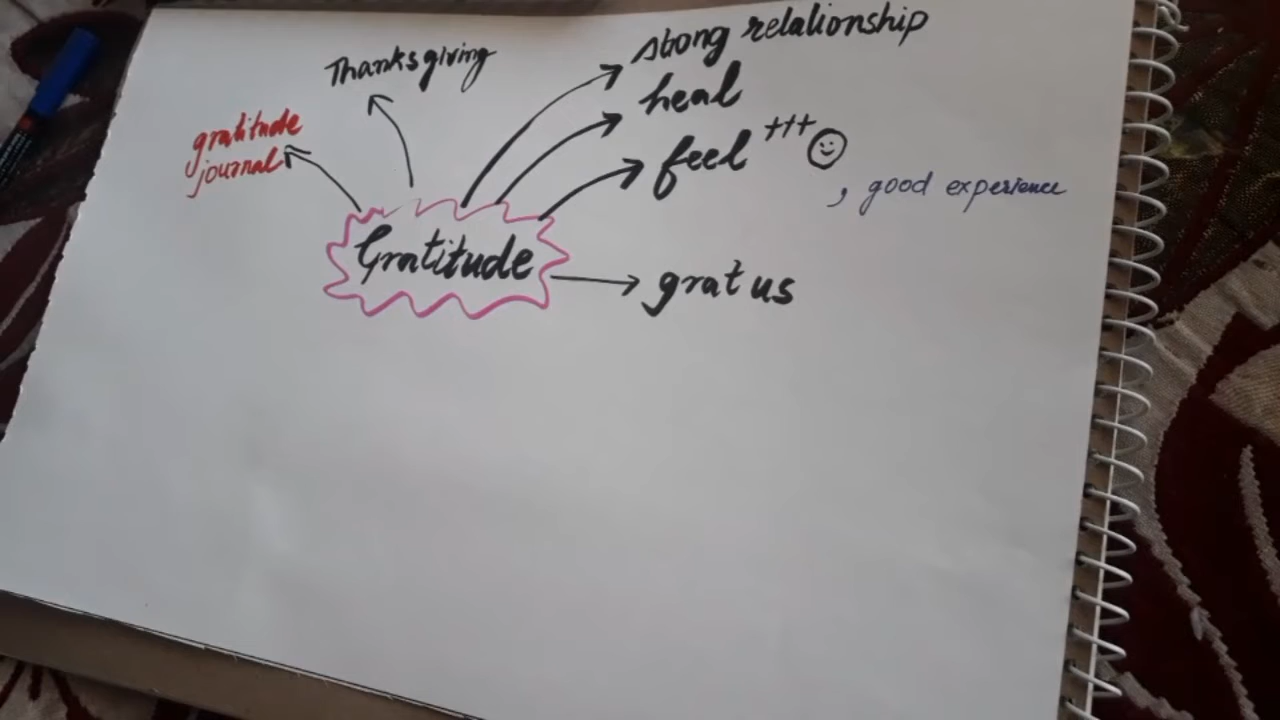 Thanksgiving
gratitude
journal
strong relationship
heal
feel +++
, good experience
Gratitude
gratus